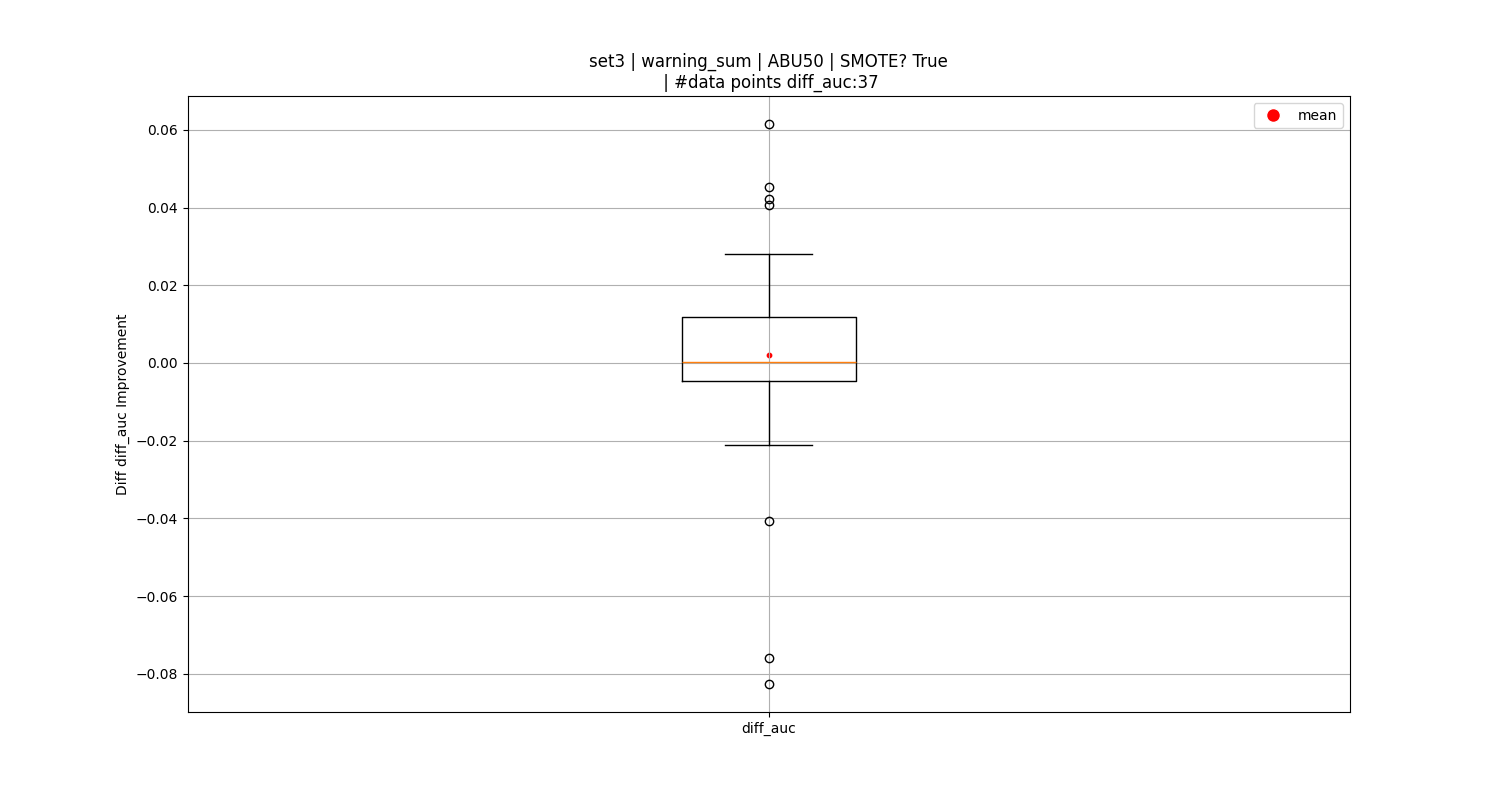 set3 | warning_sum | ABU50 | SMOTE? True
| #data points diff_auc:37
mean
0.06
0.04
0.02
0.00
−0.02
−0.04
−0.06
−0.08
Diff diff_auc Improvement
diff_auc